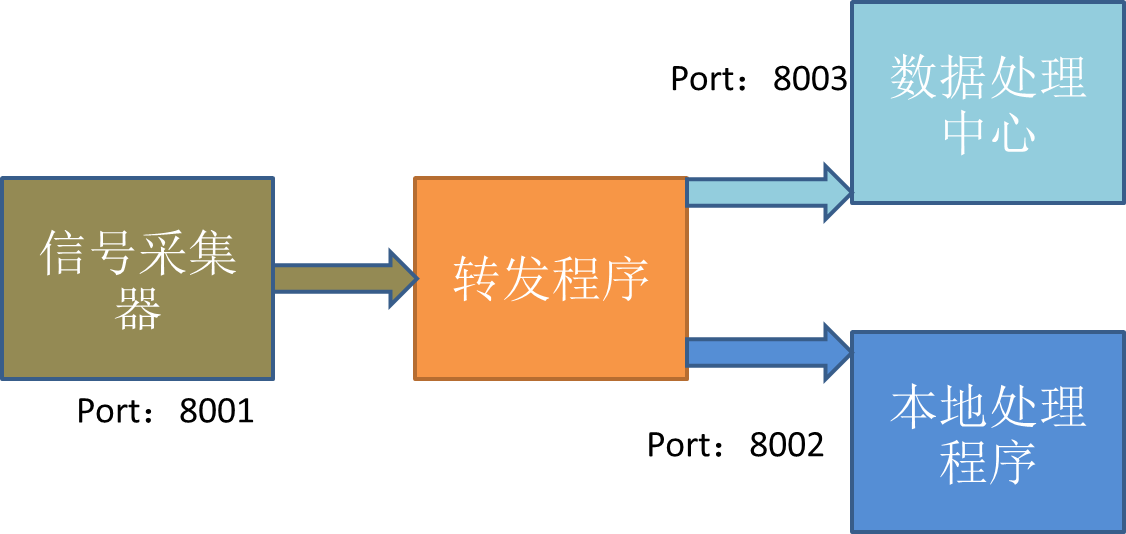 信号采集
器
Port：8001
转发程序
Port：8003
数据处理
中心
Port：8002
本地处理
程序